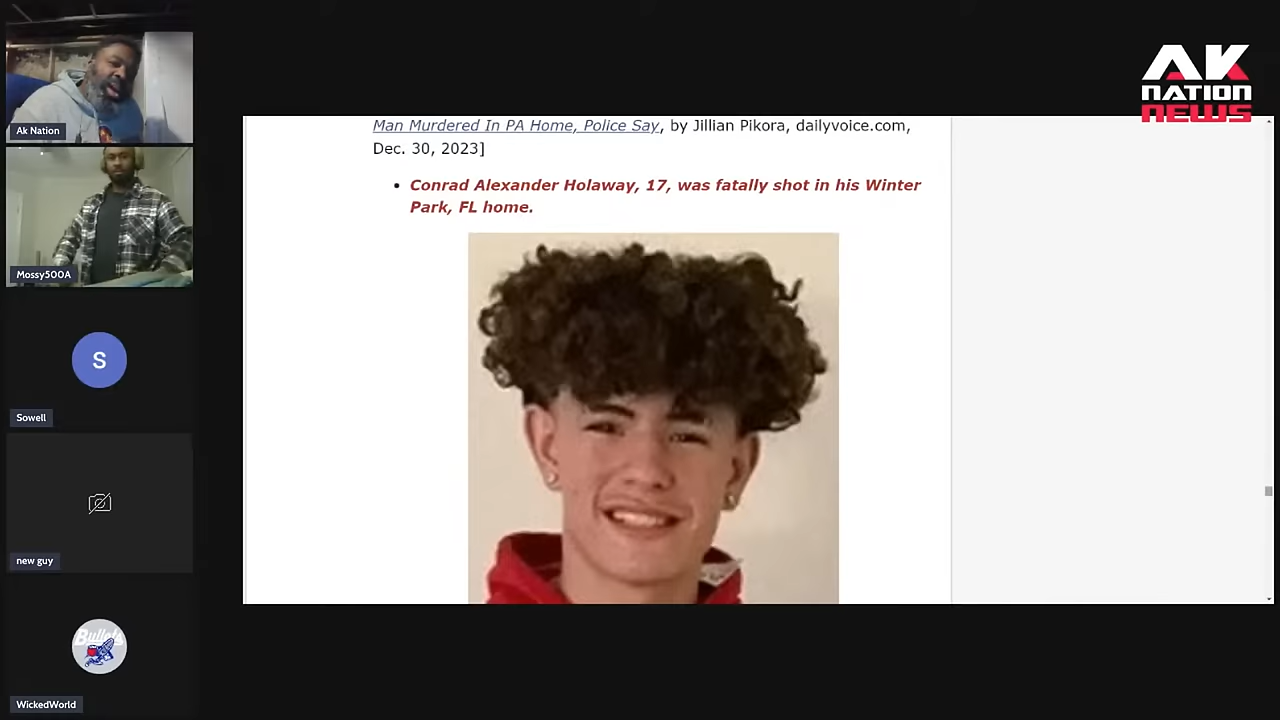 Ak Nation
Mossy500A
S
Sowell
new guy
Bullets
WickedWorld
Man Murdered In PA Home, Police Say, by Jillian Pikora, dailyvoice.com,
Dec. 30, 2023]
• Conrad Alexander Holaway, 17, was fatally shot in his Winter
Park, FL home.
AK
NATION
NEWS